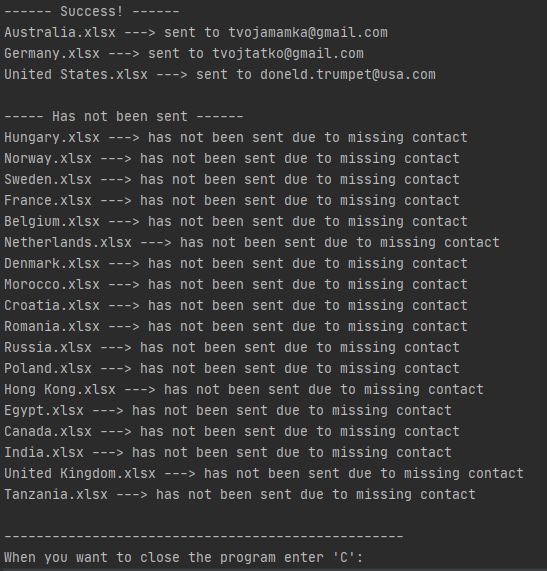 ------ Success! ------
Australia.xlsx ---> sent to tvojamamka@gmail.com
Germany.xlsx ---> sent to tvojtatko@gmail.com
United States.xlsx ---> sent to doneld.trumpet@usa.com
----- Has not been sent ------
Hungary.xlsx ---> has not been sent due to missing contact
Norway.xlsx ---> has not been sent due to missing contact
Sweden.xlsx ---> has not been sent due to missing contact
France.xlsx ---> has not been sent due to missing contact
Belgium.xlsx ---> has not been sent due to missing contact
Netherlands.xlsx ---> has not been sent due to missing contact
Denmark.xlsx ---> has not been sent due to missing contact
Morocco.xlsx ---> has not been sent due to missing contact
Croatia.xlsx ---> has not been sent due to missing contact
Romania.xlsx ---> has not been sent due to missing contact
Russia.xlsx ---> has not been sent due to missing contact
Poland.xlsx ---> has not been sent due to missing contact
Hong Kong.xlsx ---> has not been sent due to missing contact
Egypt.xlsx ---> has not been sent due to missing contact
Canada.xlsx ---> has not been sent due to missing contact
India.xlsx ---> has not been sent due to missing contact
United Kingdom.xlsx ---> has not been sent due to missing contact
Tanzania.xlsx ---> has not been sent due to missing contact
--------------------------------------------------
When you want to close the program enter 'C':